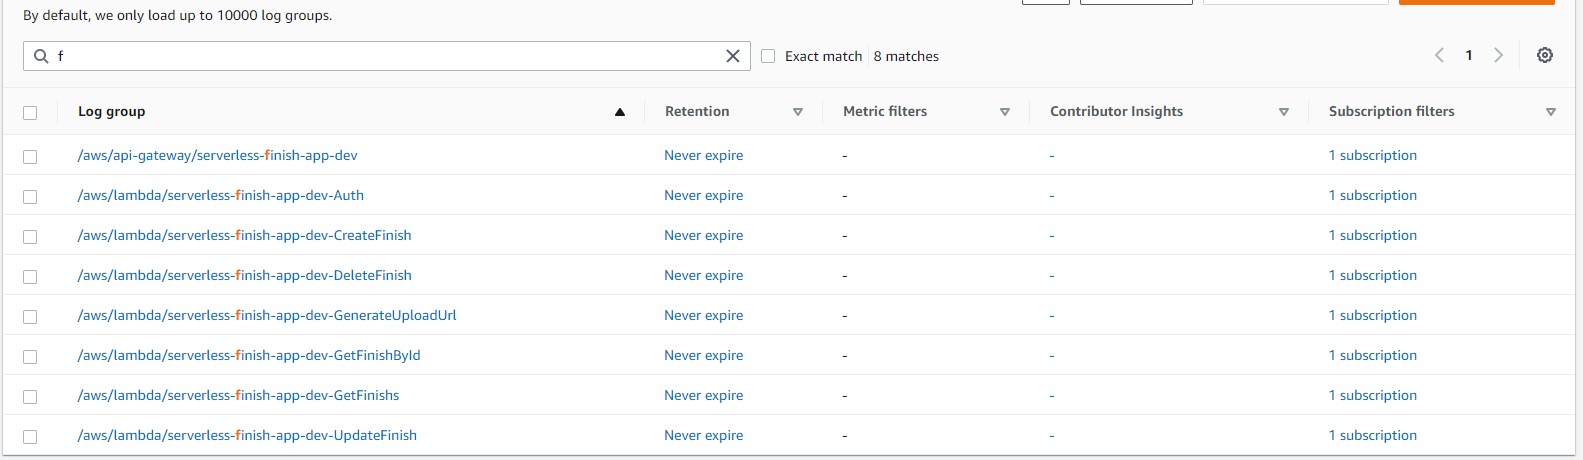 By default, we only load up to 10000 log groups.
f Exact match 8 matches 1
Log group Retention Metric filters Contributor Insights Subscription filters
/aws/api-gateway/serverless-finish-app-dev Never expire - - 1 subscription
/aws/lambda/serverless-finish-app-dev-Auth Never expire - - 1 subscription
/aws/lambda/serverless-finish-app-dev-CreateFinish Never expire - - 1 subscription
/aws/lambda/serverless-finish-app-dev-DeleteFinish Never expire - - 1 subscription
/aws/lambda/serverless-finish-app-dev-GenerateUploadUrl Never expire - - 1 subscription
/aws/lambda/serverless-finish-app-dev-GetFinishById Never expire - - 1 subscription
/aws/lambda/serverless-finish-app-dev-GetFinishs Never expire - - 1 subscription
/aws/lambda/serverless-finish-app-dev-UpdateFinish Never expire - - 1 subscription